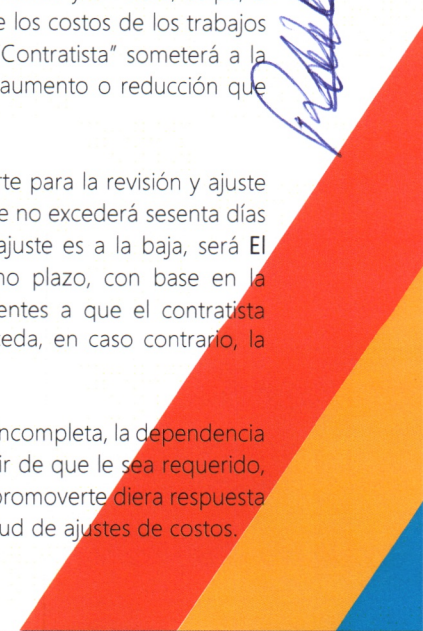 e los costos de los trabajos
Contratista” someterá a la
aumento o reducción que
rte para la revisión y ajuste
e no excederá sesenta días
ajuste es a la baja, será El
no plazo, con base en la
entes a que el contratista
eda, en caso contrario, la
ncompleta, la dependencia
ir de que le sea requerido,
promoverte diera respuesta
ud de ajustes de costos.